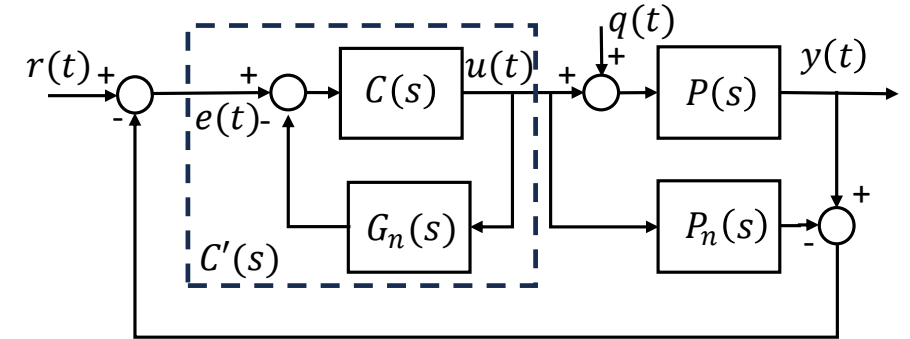 q(t)
r(t) + - + e(t) - C(s) u(t) + + P(s) y(t)
G_n(s) P_n(s) - +
C'(s)